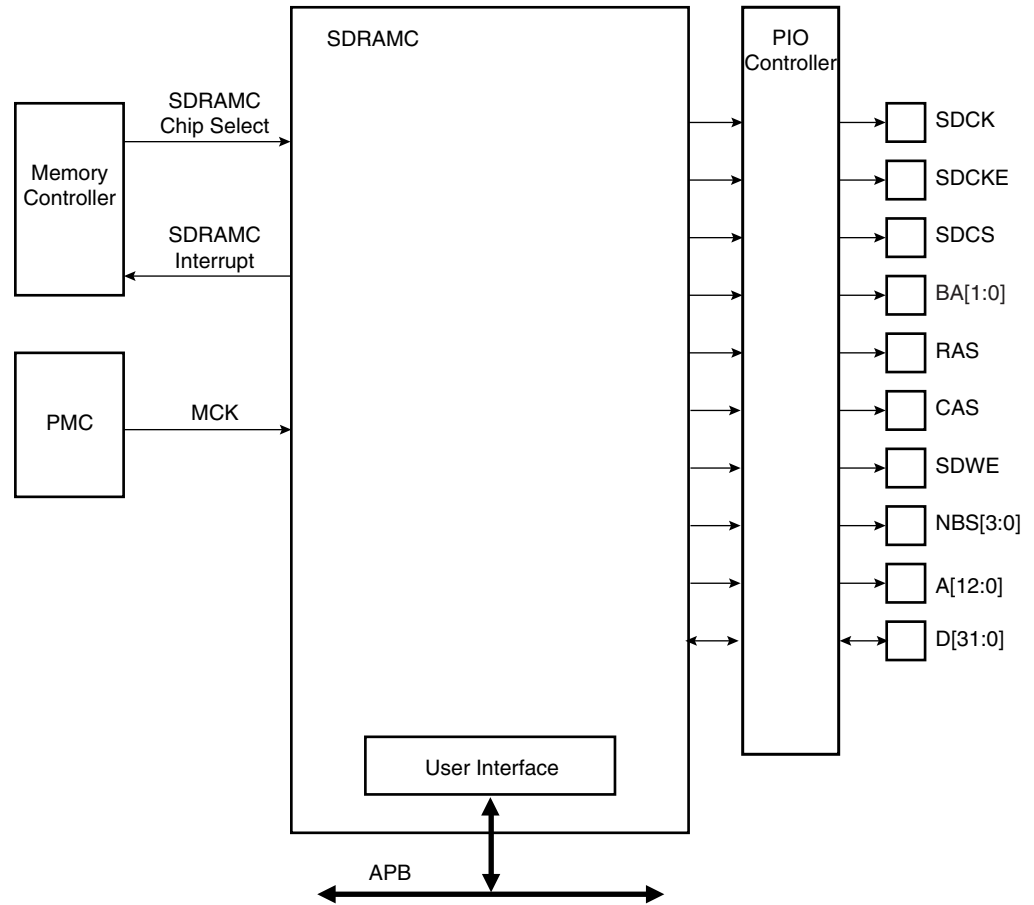 SDRAMC
PIO
Controller
SDRAMC
Chip Select
Memory
Controller
SDRAMC
Interrupt
PMC
MCK
SDCK
SDCKE
SDCS
BA[1:0]
RAS
CAS
SDWE
NBS[3:0]
A[12:0]
D[31:0]
User Interface
APB